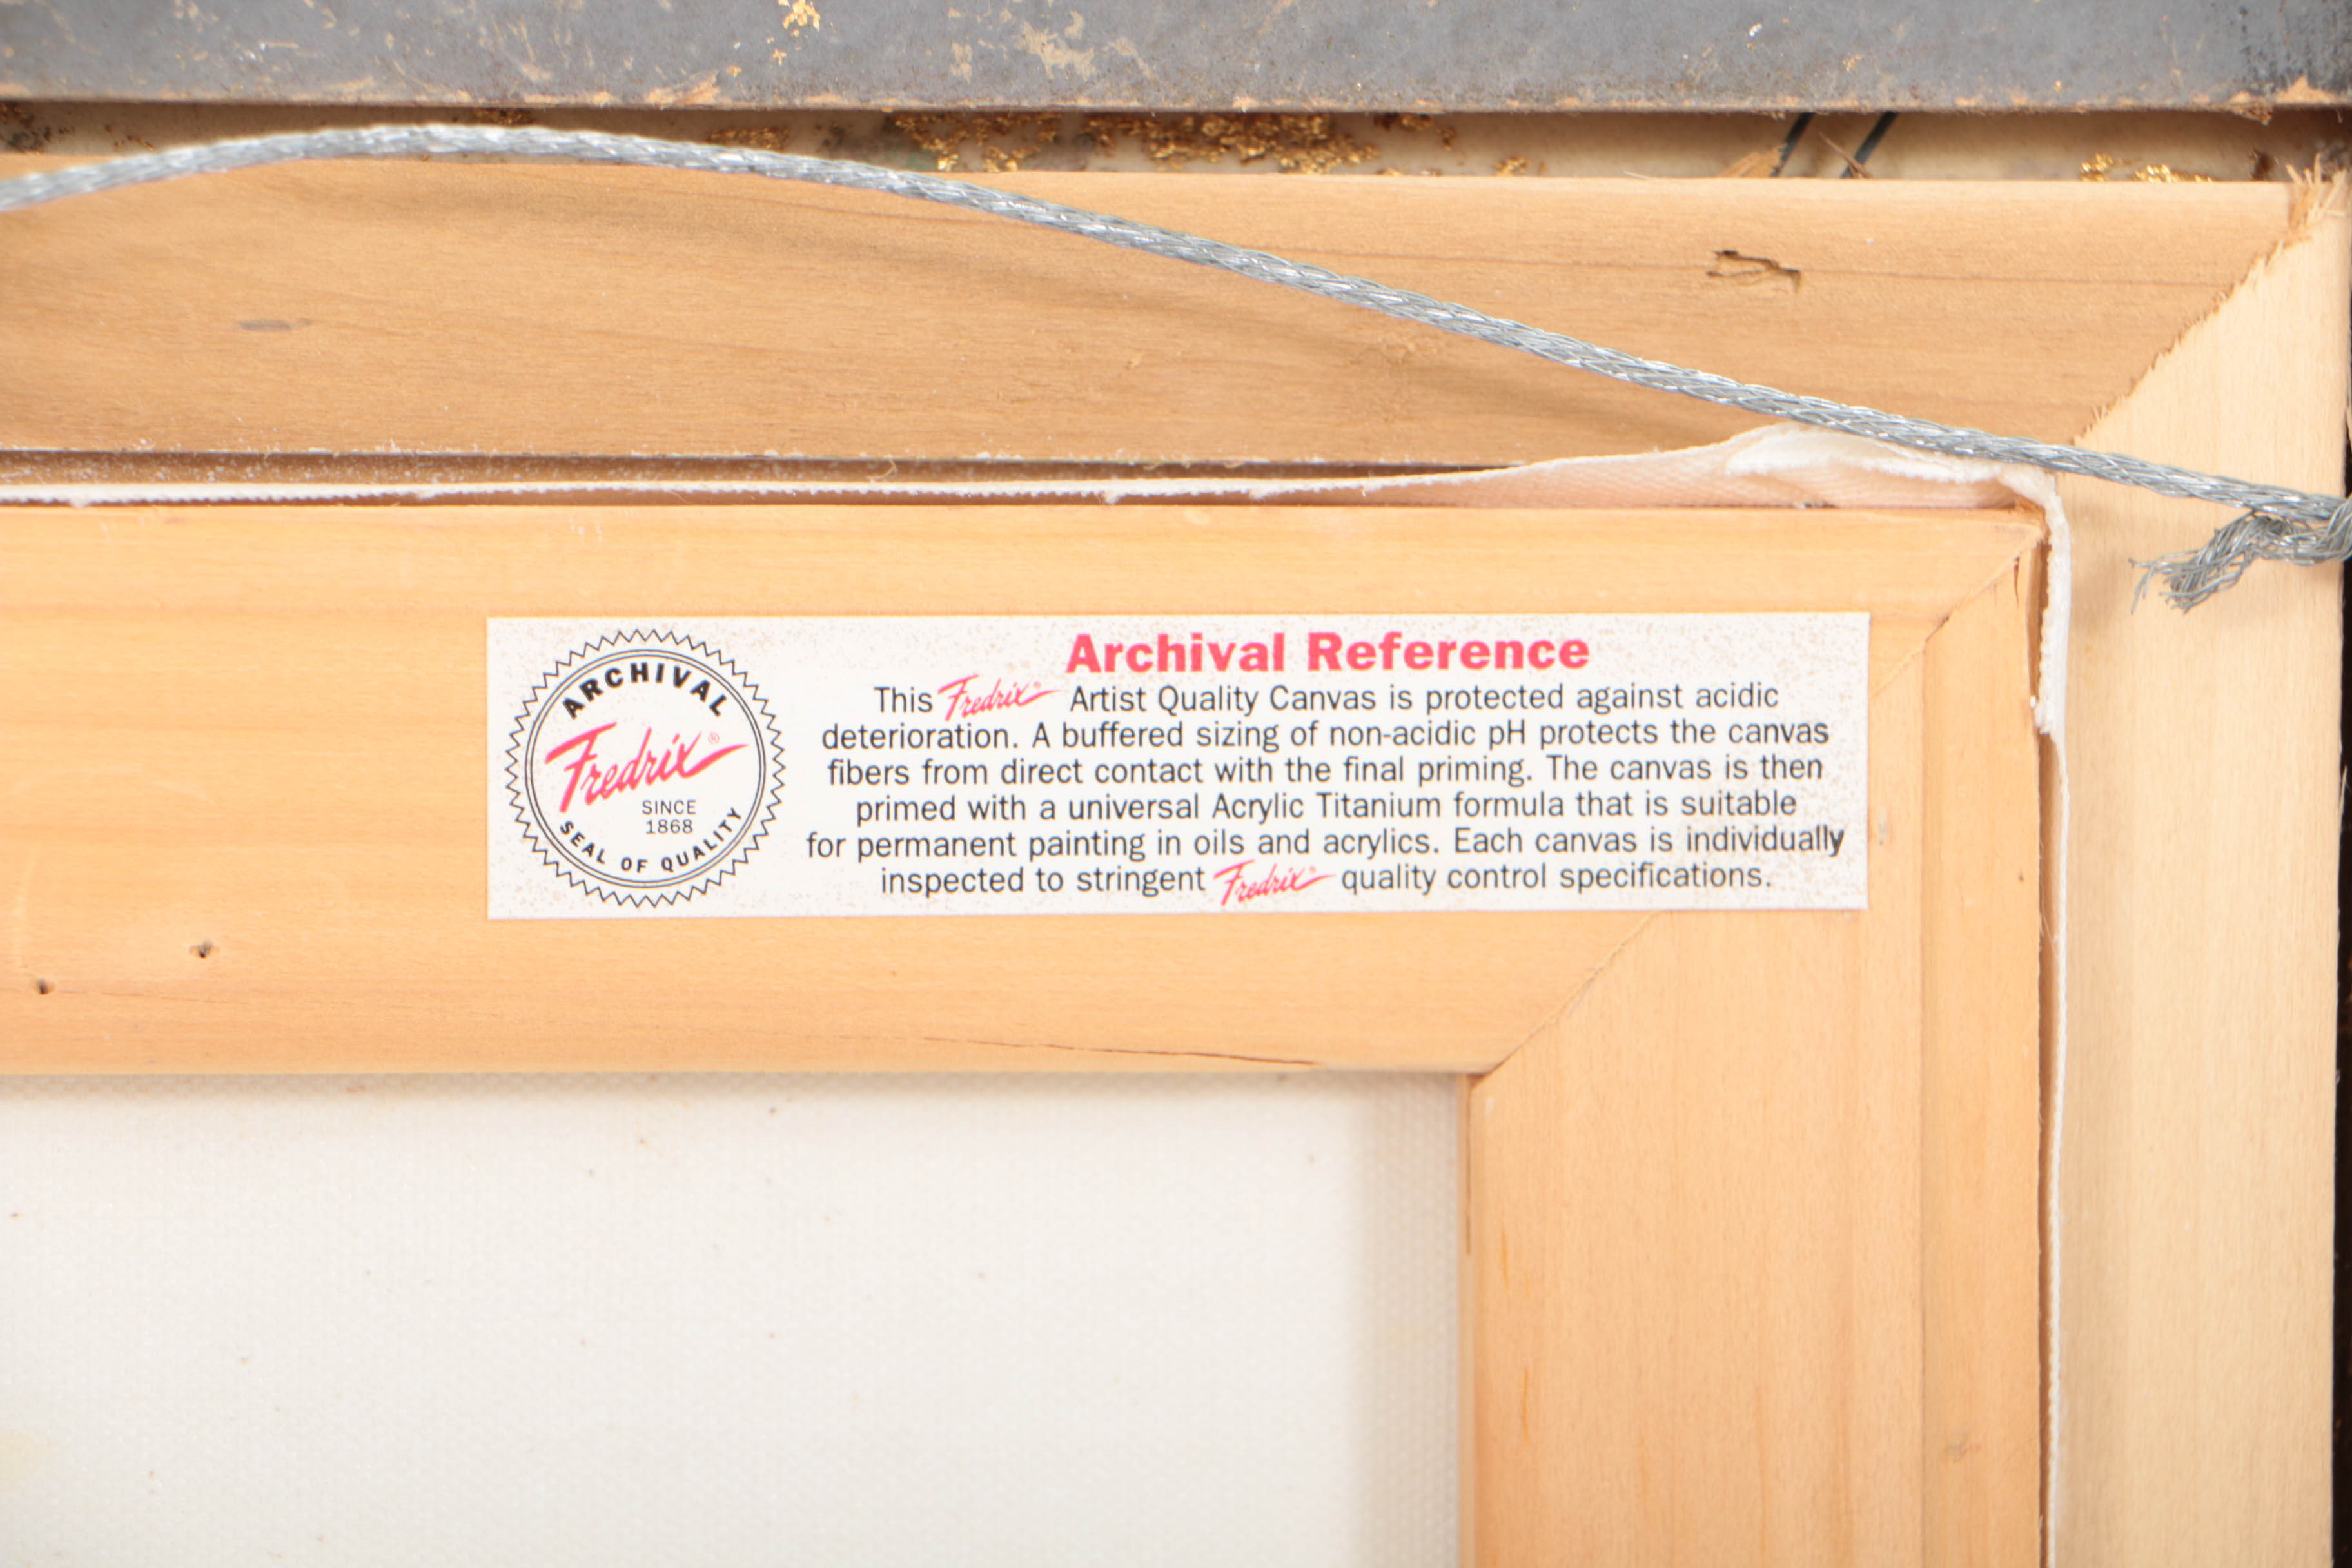 ARCHIVAL
Fredrix®
SINCE
1868
SEAL OF QUALITY
Archival Reference
This Fredrix® Artist Quality Canvas is protected against acidic
deterioration. A buffered sizing of non-acidic pH protects the canvas
fibers from direct contact with the final priming. The canvas is then
primed with a universal Acrylic Titanium formula that is suitable
for permanent painting in oils and acrylics. Each canvas is individually
inspected to stringent Fredrix® quality control specifications.